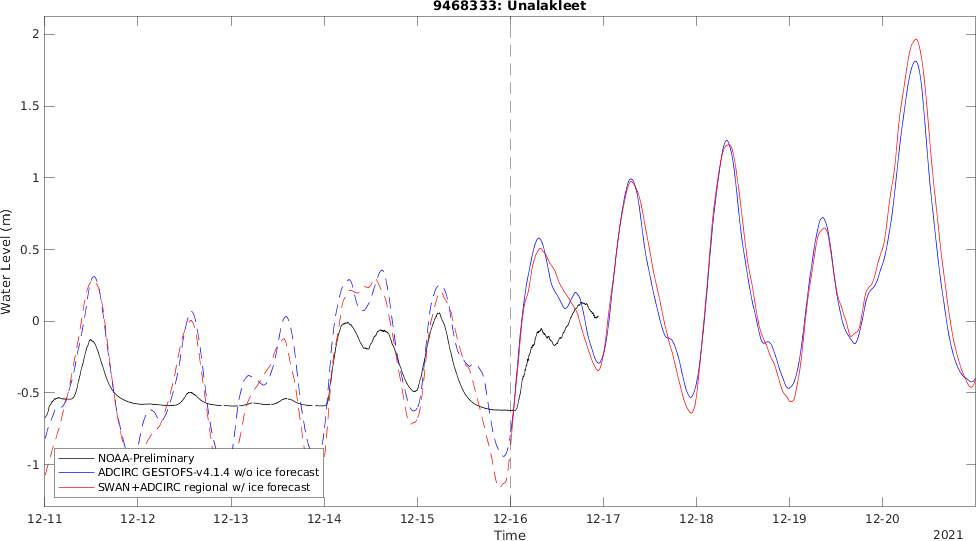 9468333: Unalakleet
2
1.5
1
0.5
0
-0.5
-1
Water Level (m)
NOAA-Preliminary
ADCIRC GESTOFS-v4.1.4 w/o ice forecast
SWAN+ADCIRC regional w/ ice forecast
12-11 12-12 12-13 12-14 12-15 12-16 12-17 12-18 12-19 12-20
Time
2021